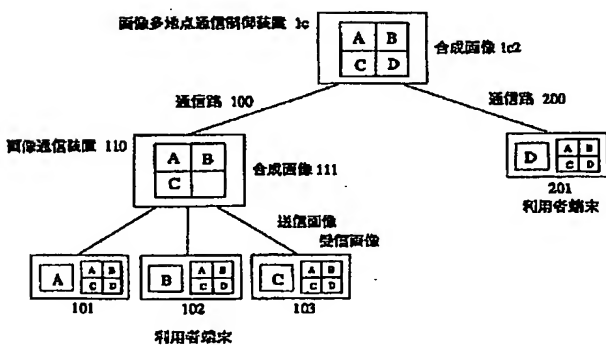 画像多地点通信制御装置 1c
A B
C D
合成画像 1c2
通信路 100
通信路 200
画像通信装置 110
A B
C
合成画像 111
D
A B
C D
201
利用者端末
送信画像
受信画像
A
A B
C D
B
A B
C D
C
A B
C D
101
102
103
利用者端末